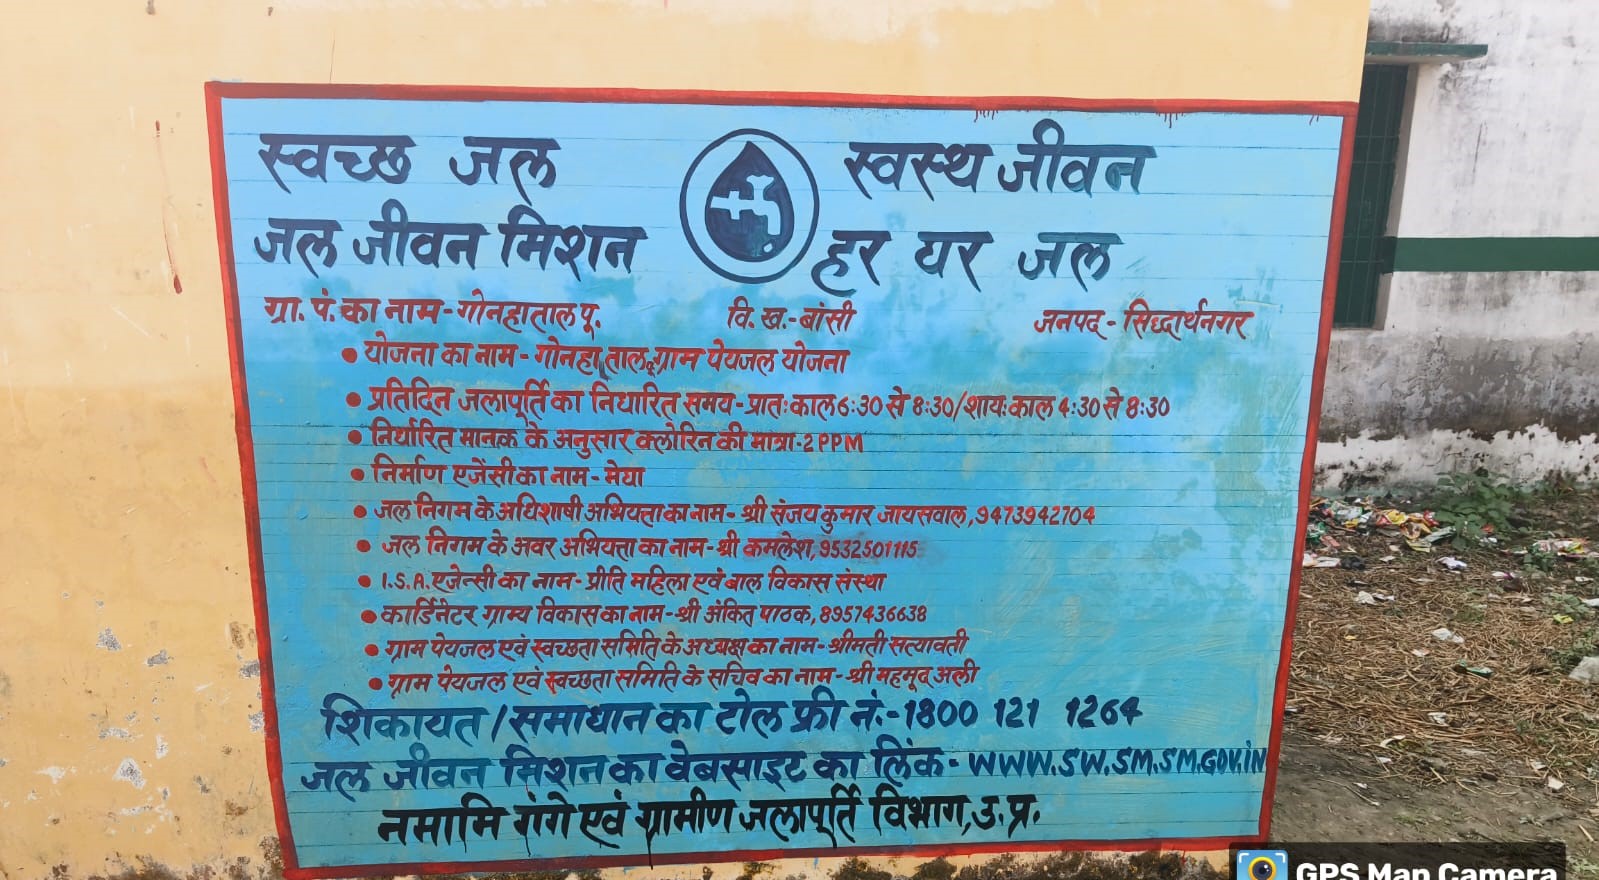 स्वच्छ जल स्वस्थ जीवन
जल जीवन मिशन हर घर जल
ग्रा. पं. का नाम - गोनहाताल पू. वि. ख.- बांसी जनपद - सिद्धार्थनगर
• योजना का नाम - गोनहा ताल ग्राम पेयजल योजना
• प्रतिदिन जलापूर्ति का निधारित समय - प्रातःकाल 6:30 से 8:30/शायःकाल 4:30 से 8:30
• निर्धारित मानक के अनुसार क्लोरिन की मात्रा-2 PPM
• निर्माण एजेंसी का नाम - मेघा
• जल निगम के अधिशाषी अभियत्ता का नाम - श्री संजय कुमार जायसवाल, 9473942704
• जल निगम के अवर अभियत्ता का नाम - श्री कमलेश, 9532501115
• I.S.A. एजेन्सी का नाम - प्रीति महिला एवं बाल विकास संस्था
• कार्डिनेटर ग्राम्य विकास का नाम - श्री अंकित पाठक, 8957436638
• ग्राम पेयजल एवं स्वच्छता समिति के अध्यक्ष का नाम - श्रीमती सत्यावती
• ग्राम पेयजल एवं स्वच्छता समिति के सचिव का नाम - श्री महमूद अली
शिकायत / समाधान का टोल फ्री नं.- 1800 121 1264
जल जीवन मिशन का वेबसाइट का लिंक - WWW.SW.SM.SM.GOV.iN
नमामि गंगे एवं ग्रामीण जलापूर्ति विभाग, उ.प्र.
GPS Map Camera